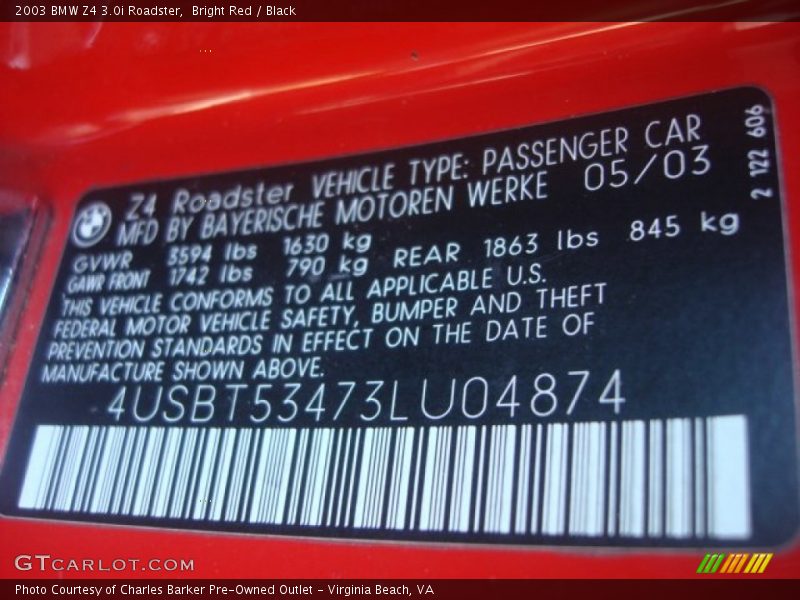 2003 BMW Z4 3.0i Roadster,  Bright Red / Black
Z4 Roadster VEHICLE TYPE: PASSENGER CAR
MFD BY BAYERISCHE MOTOREN WERKE 05/03
GVWR 3594 lbs 1630 kg
GAWR FRONT 1742 lbs 790 kg REAR 1863 lbs 845 kg
THIS VEHICLE CONFORMS TO ALL APPLICABLE U.S.
FEDERAL MOTOR VEHICLE SAFETY, BUMPER AND THEFT
PREVENTION STANDARDS IN EFFECT ON THE DATE OF
MANUFACTURE SHOWN ABOVE.
4USBT53473LU04874
2 122 606
GTCARLOT.COM
Photo Courtesy of Charles Barker Pre-Owned Outlet - Virginia Beach, VA